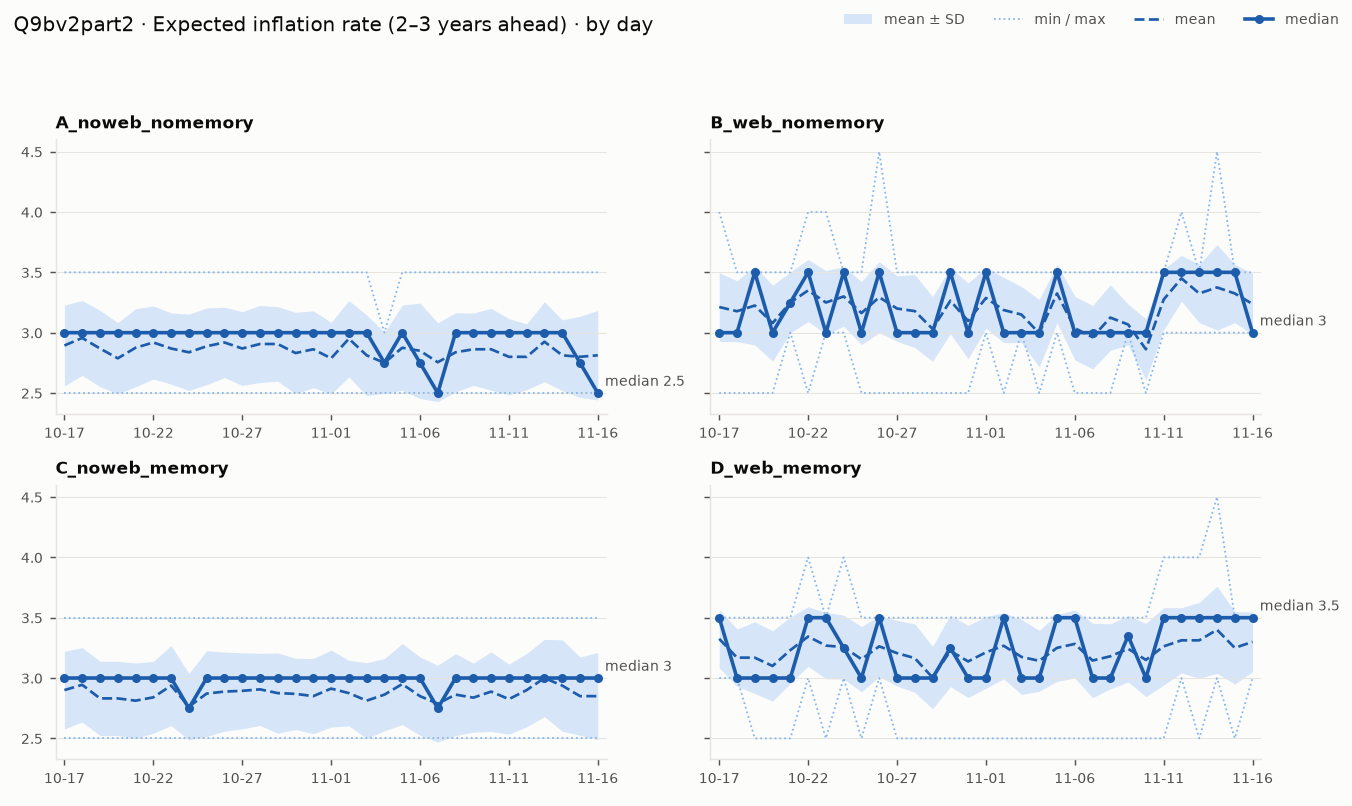 Q9bv2part2 · Expected inflation rate (2–3 years ahead) · by day
mean ± SD
min / max
mean
median
A_noweb_nomemory
4.5
4.0
3.5
3.0
2.5
median 2.5
10-17
10-22
10-27
11-01
11-06
11-11
11-16
B_web_nomemory
median 3
10-17
10-22
10-27
11-01
11-06
11-11
11-16
C_noweb_memory
4.5
4.0
3.5
3.0
2.5
median 3
10-17
10-22
10-27
11-01
11-06
11-11
11-16
D_web_memory
median 3.5
10-17
10-22
10-27
11-01
11-06
11-11
11-16